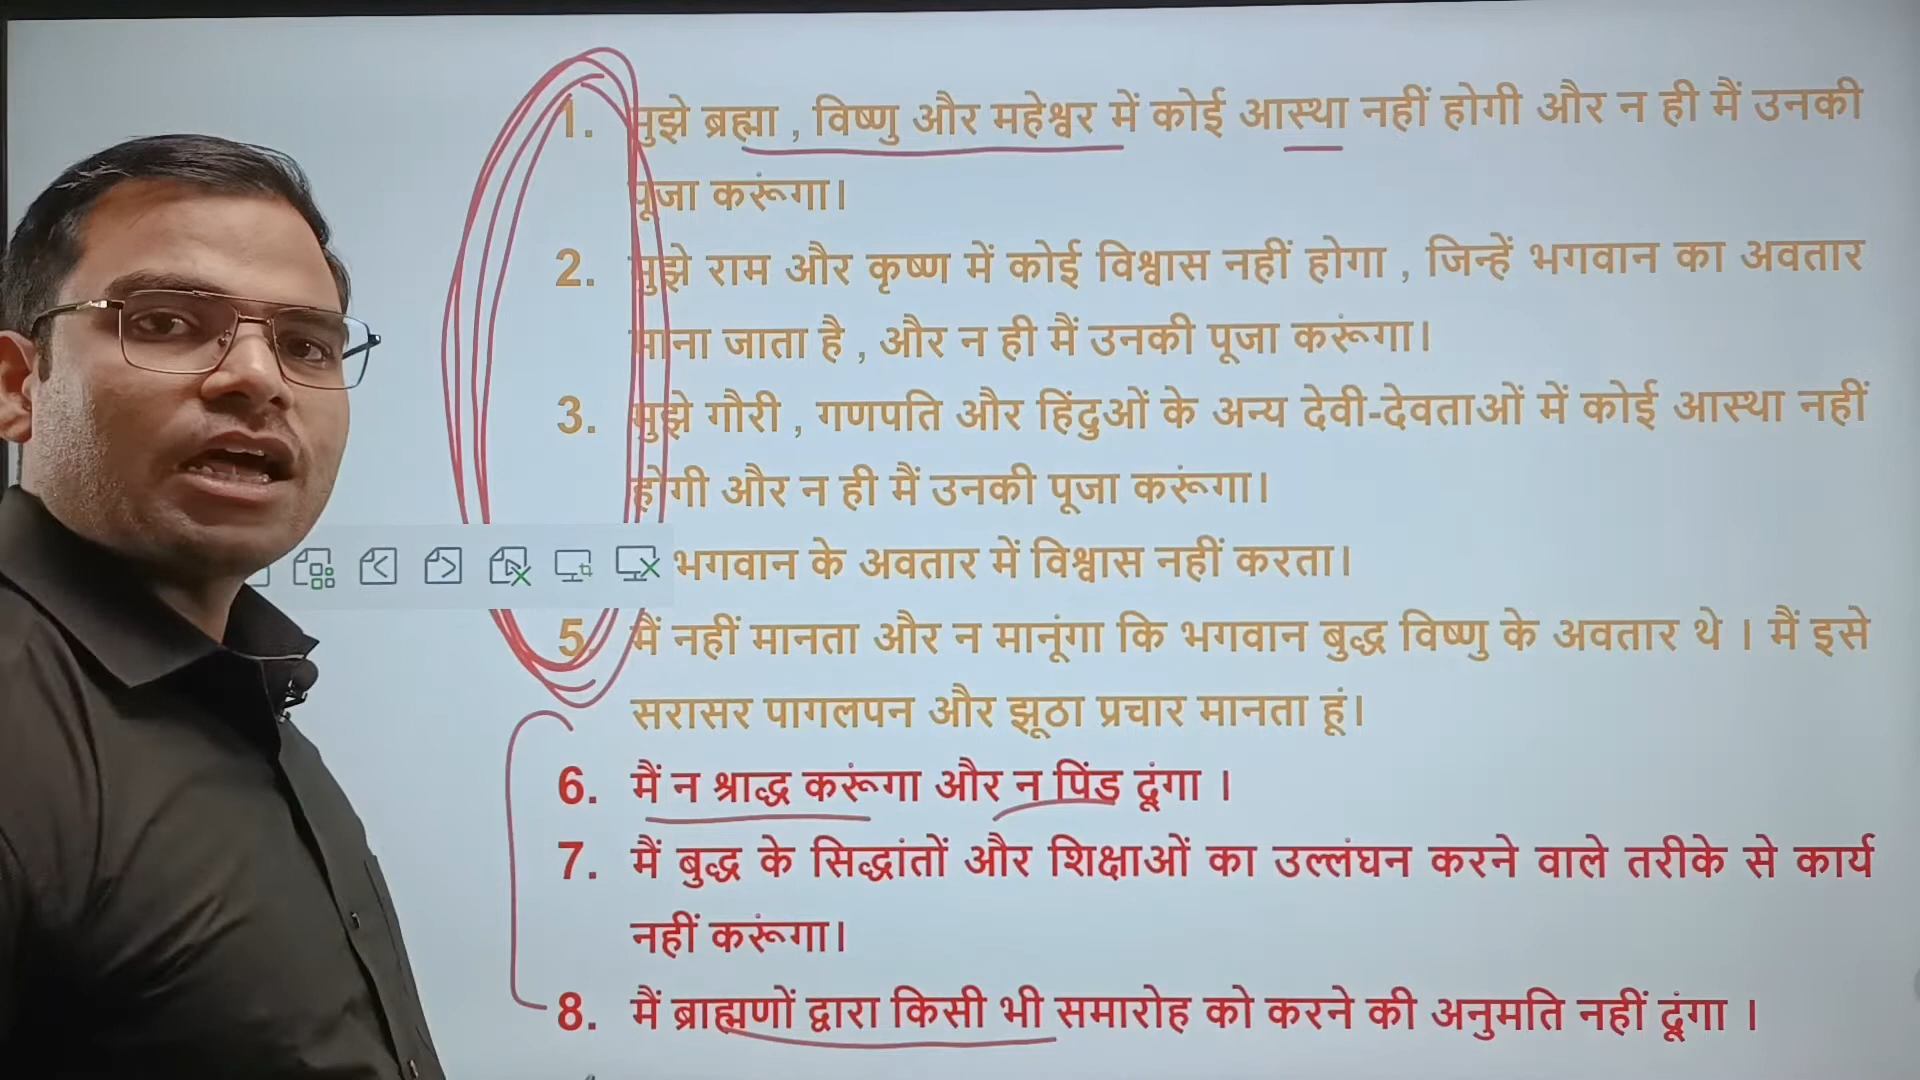 1. मुझे ब्रह्मा , विष्णु और महेश्वर में कोई आस्था नहीं होगी और न ही मैं उनकी
पूजा करूंगा।
2. मुझे राम और कृष्ण में कोई विश्वास नहीं होगा , जिन्हें भगवान का अवतार
माना जाता है , और न ही मैं उनकी पूजा करूंगा।
3. मुझे गौरी , गणपति और हिंदुओं के अन्य देवी-देवताओं में कोई आस्था नहीं
होगी और न ही मैं उनकी पूजा करूंगा।
भगवान के अवतार में विश्वास नहीं करता।
5. मैं नहीं मानता और न मानूंगा कि भगवान बुद्ध विष्णु के अवतार थे । मैं इसे
सरासर पागलपन और झूठा प्रचार मानता हूं।
6. मैं न श्राद्ध करूंगा और न पिंड दूंगा ।
7. मैं बुद्ध के सिद्धांतों और शिक्षाओं का उल्लंघन करने वाले तरीके से कार्य
नहीं करूंगा।
8. मैं ब्राह्मणों द्वारा किसी भी समारोह को करने की अनुमति नहीं दूंगा ।